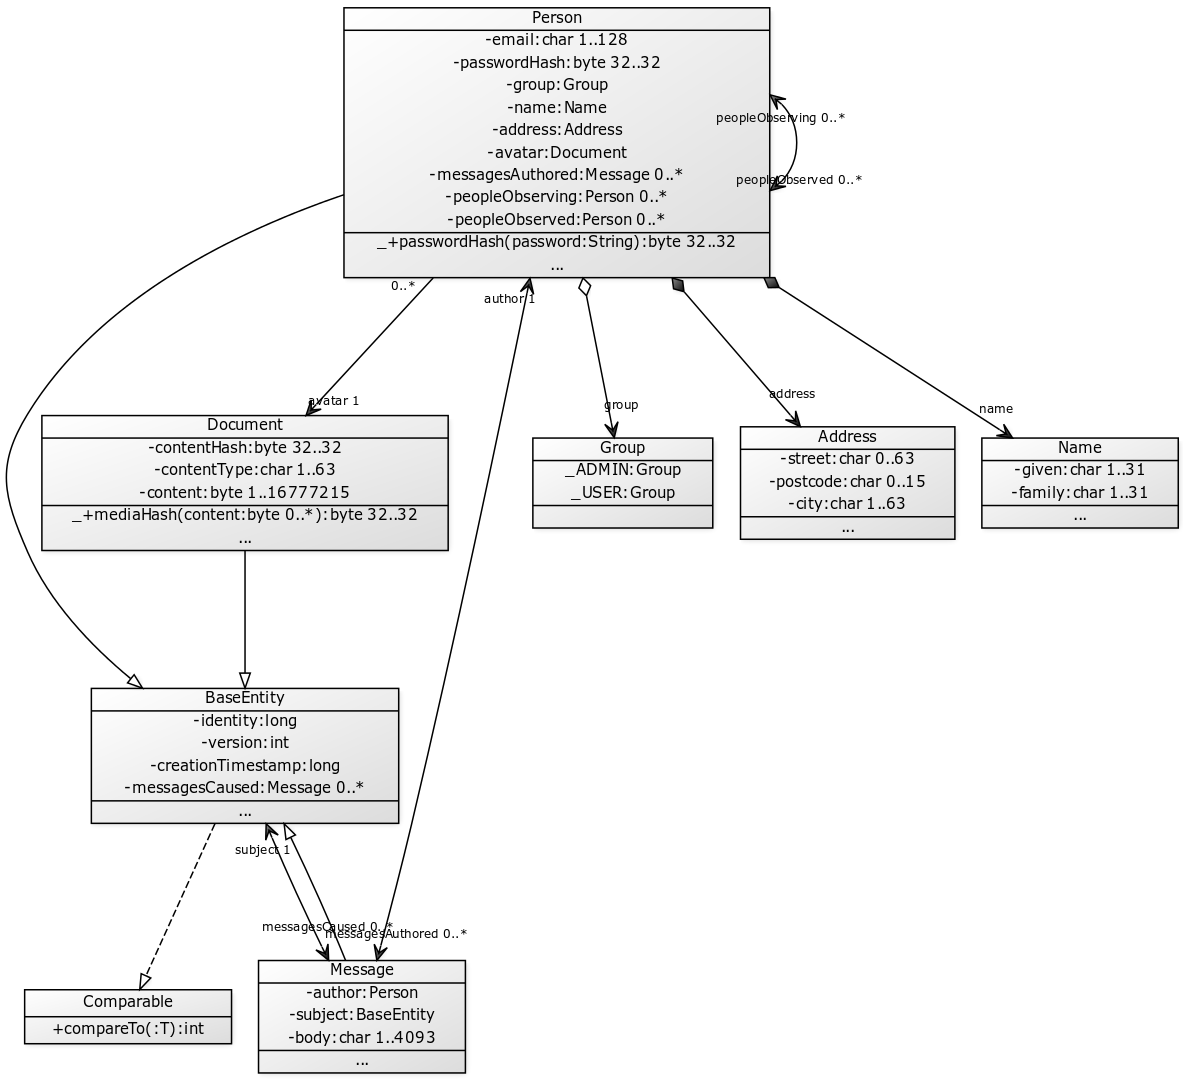 Person
-email:char 1..128
-passwordHash:byte 32..32
-group:Group
-name:Name
-address:Address
-avatar:Document
-messagesAuthored:Message 0..*
-peopleObserving:Person 0..*
-peopleObserved:Person 0..*
_+passwordHash(password:String):byte 32..32
...
peopleObserving 0..*
peopleObserved 0..*
0..*
author 1
avatar 1
group
address
name
Document
-contentHash:byte 32..32
-contentType:char 1..63
-content:byte 1..16777215
_+mediaHash(content:byte 0..*):byte 32..32
...
Group
_ADMIN:Group
_USER:Group
Address
-street:char 0..63
-postcode:char 0..15
-city:char 1..63
...
Name
-given:char 1..31
-family:char 1..31
...
BaseEntity
-identity:long
-version:int
-creationTimestamp:long
-messagesCaused:Message 0..*
...
subject 1
messagesCaused 0..*
messagesAuthored 0..*
Comparable
+compareTo(:T):int
Message
-author:Person
-subject:BaseEntity
-body:char 1..4093
...